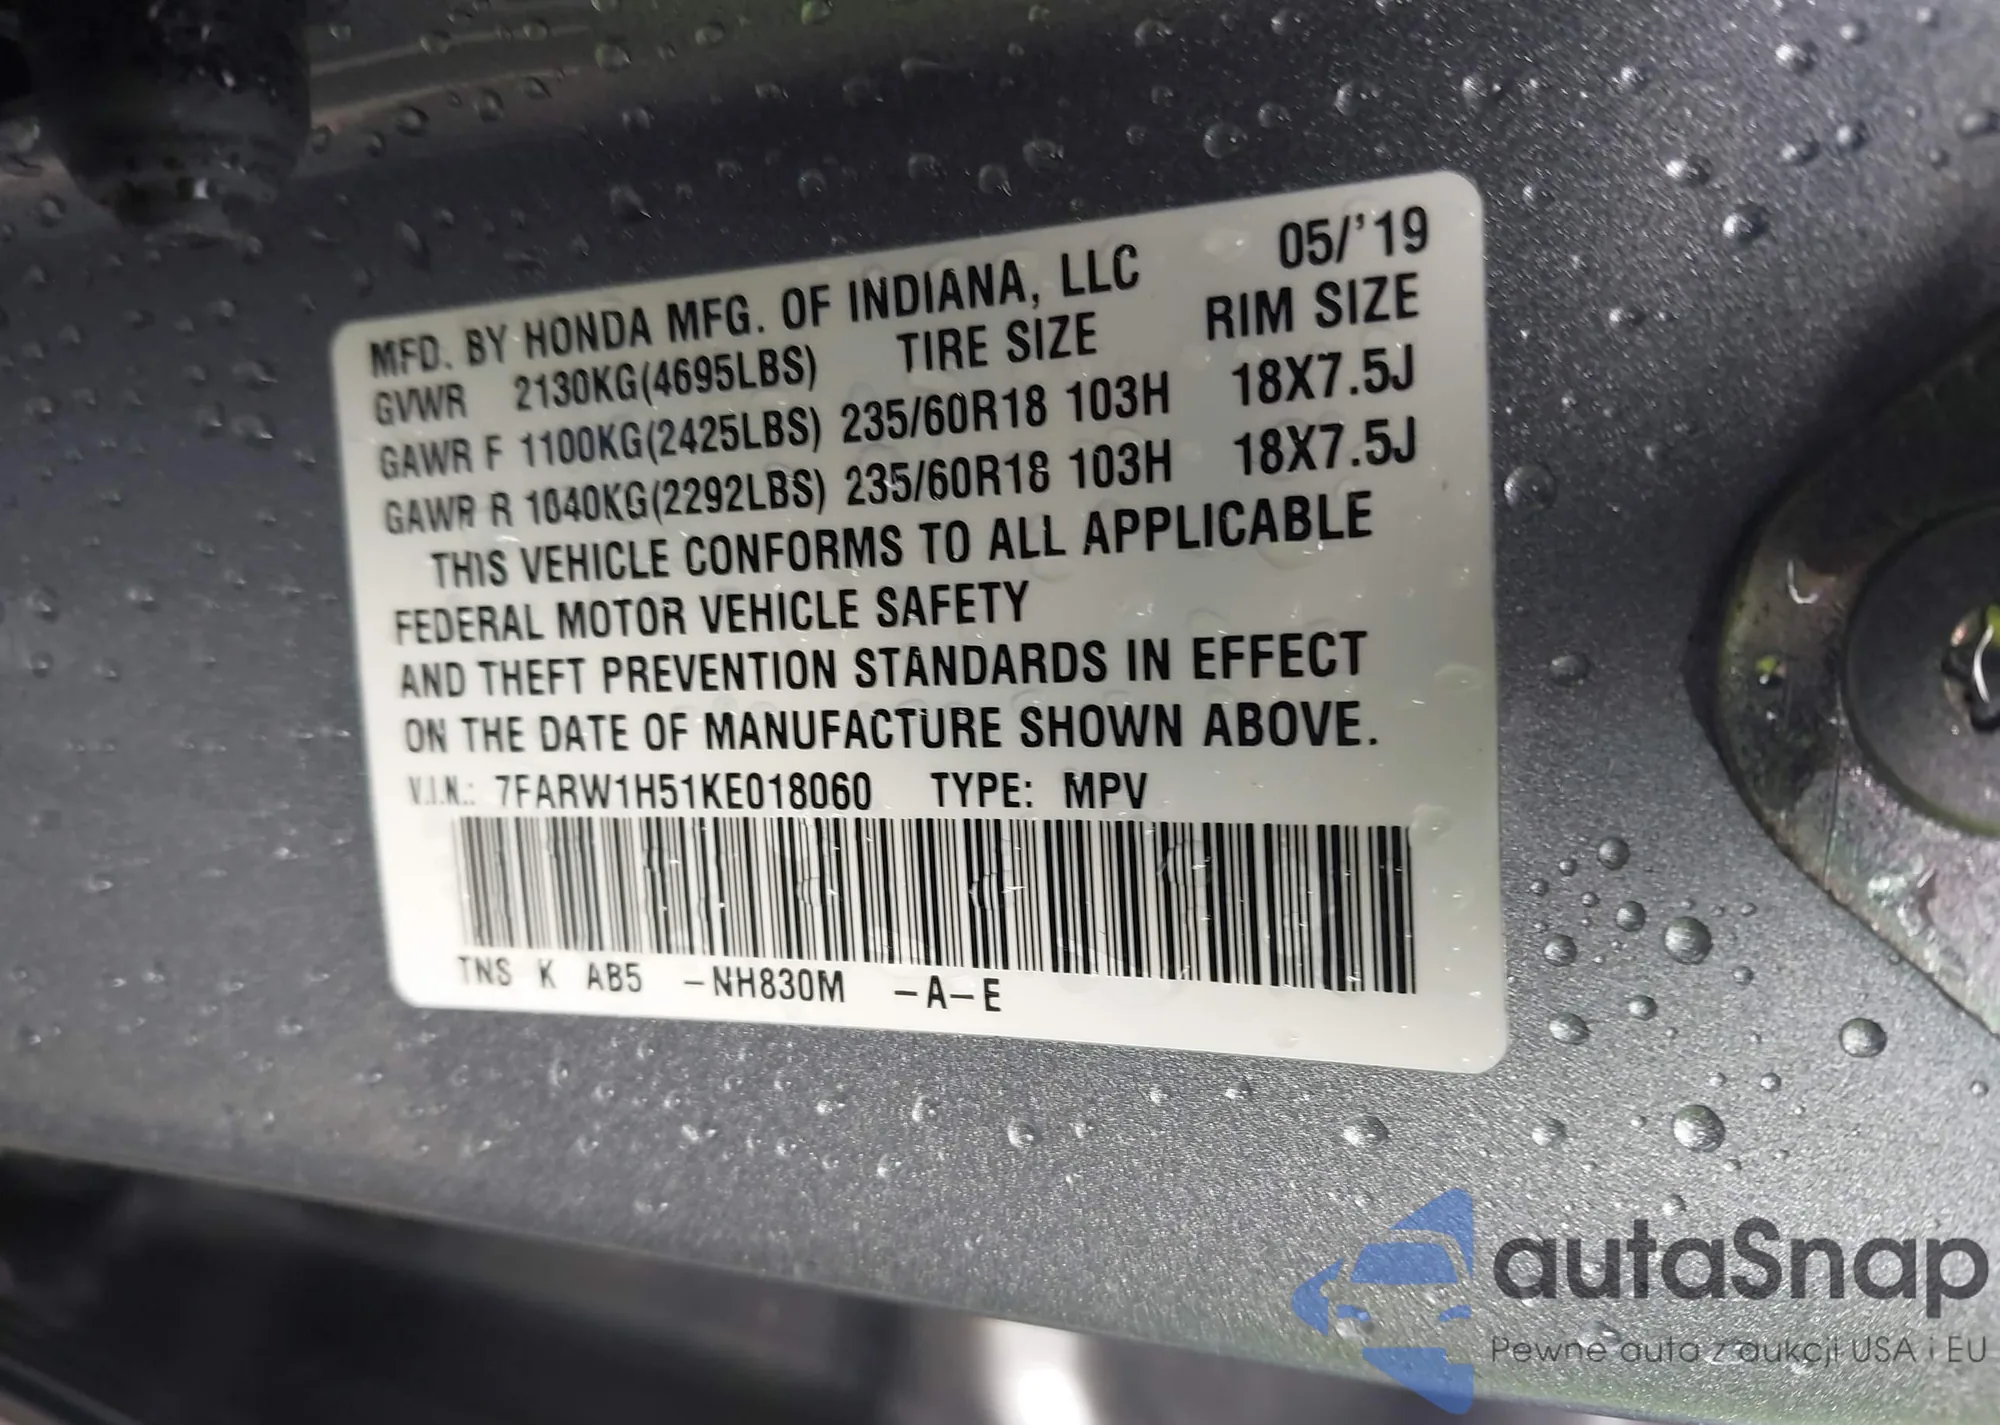 MFD. BY HONDA MFG. OF INDIANA, LLC 05/'19
GVWR 2130KG(4695LBS) TIRE SIZE RIM SIZE
GAWR F 1100KG(2425LBS) 235/60R18 103H 18X7.5J
GAWR R 1040KG(2292LBS) 235/60R18 103H 18X7.5J
THIS VEHICLE CONFORMS TO ALL APPLICABLE
FEDERAL MOTOR VEHICLE SAFETY
AND THEFT PREVENTION STANDARDS IN EFFECT
ON THE DATE OF MANUFACTURE SHOWN ABOVE.
V.I.N.: 7FARW1H51KE018060 TYPE: MPV
TNS K AB5 -NH830M -A-E
autaSnap
Pewne auta z aukcji USA i EU